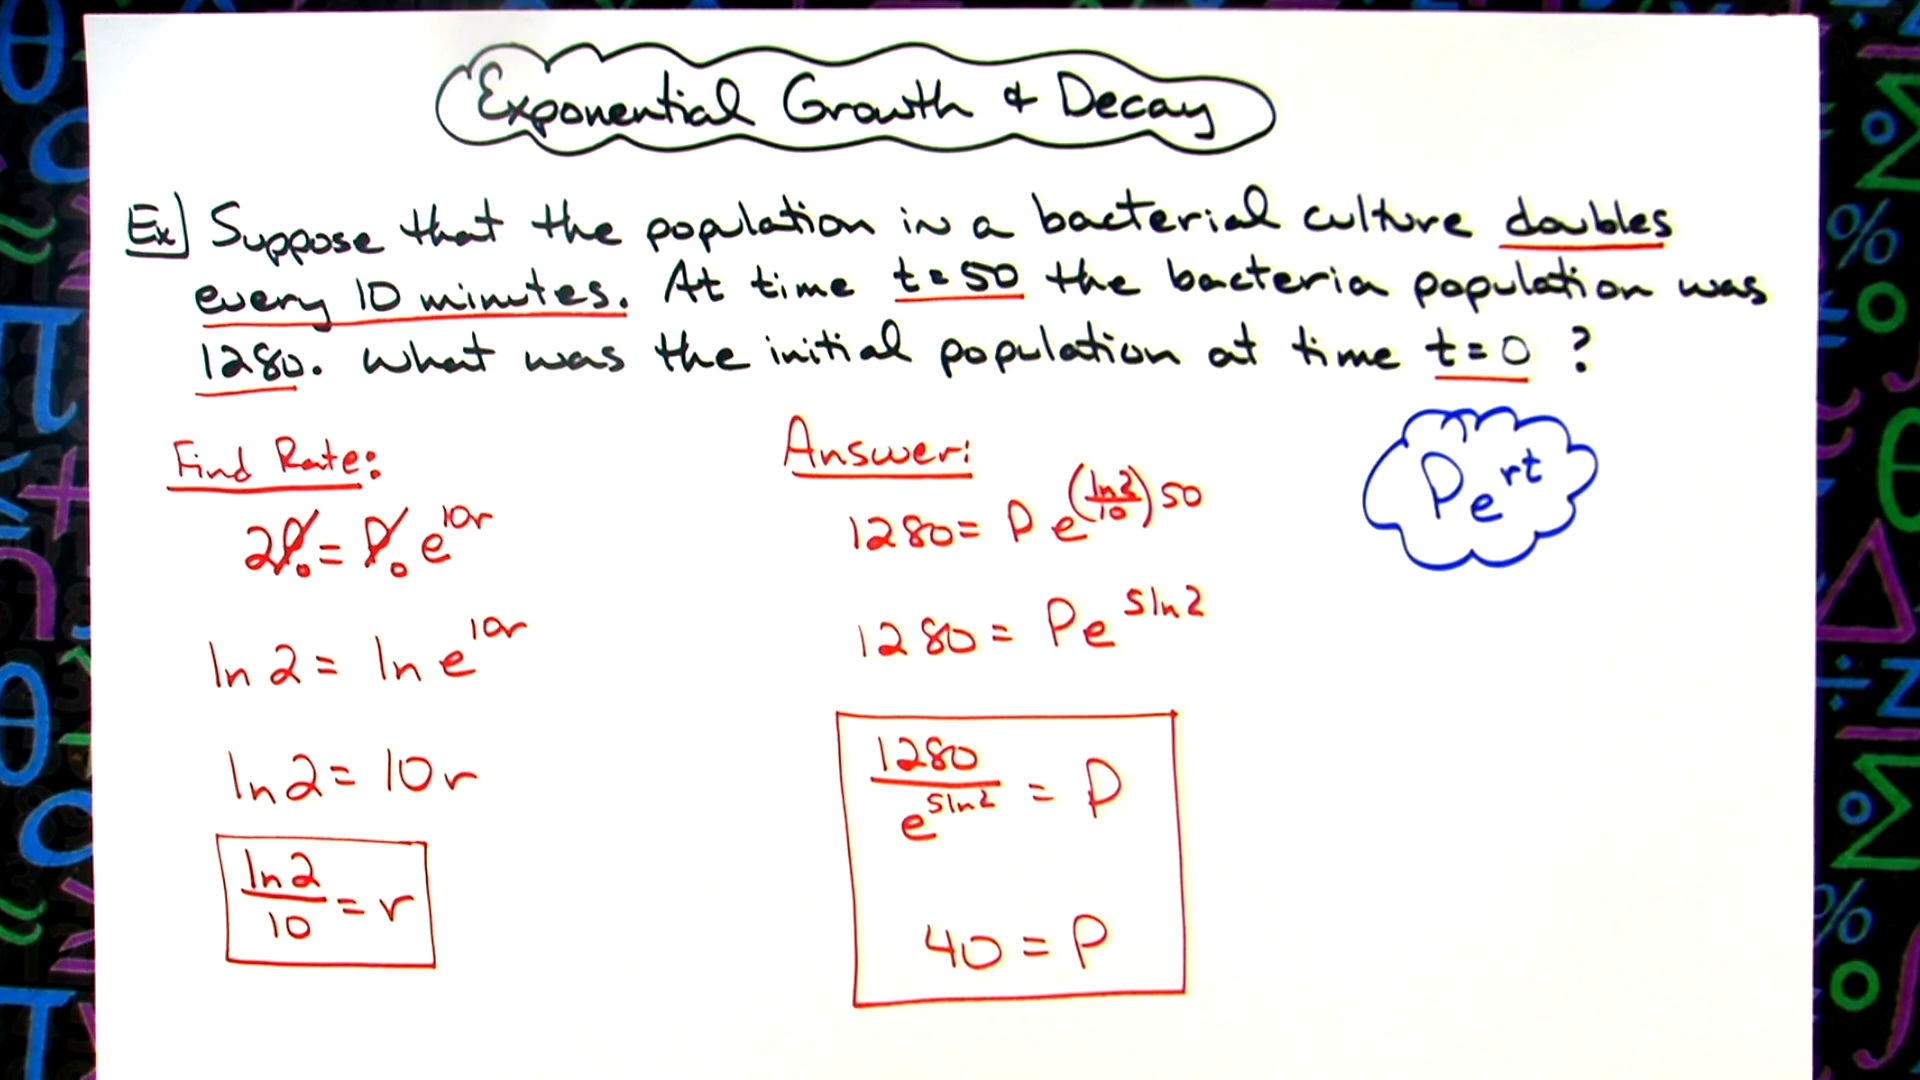 Exponential Growth & Decay
Ex] Suppose that the population in a bacterial culture doubles
every 10 minutes. At time t=50 the bacteria population was
1280. What was the initial population at time t=0 ?
Find Rate:
2P₀ = P₀ e^10r
ln 2 = ln e^10r
ln 2 = 10r
ln 2/10 = r
Answer:
1280 = P e^(ln 2/10) 50
1280 = Pe^5ln2
1280/e^5ln2 = P
40 = P
Pe^rt